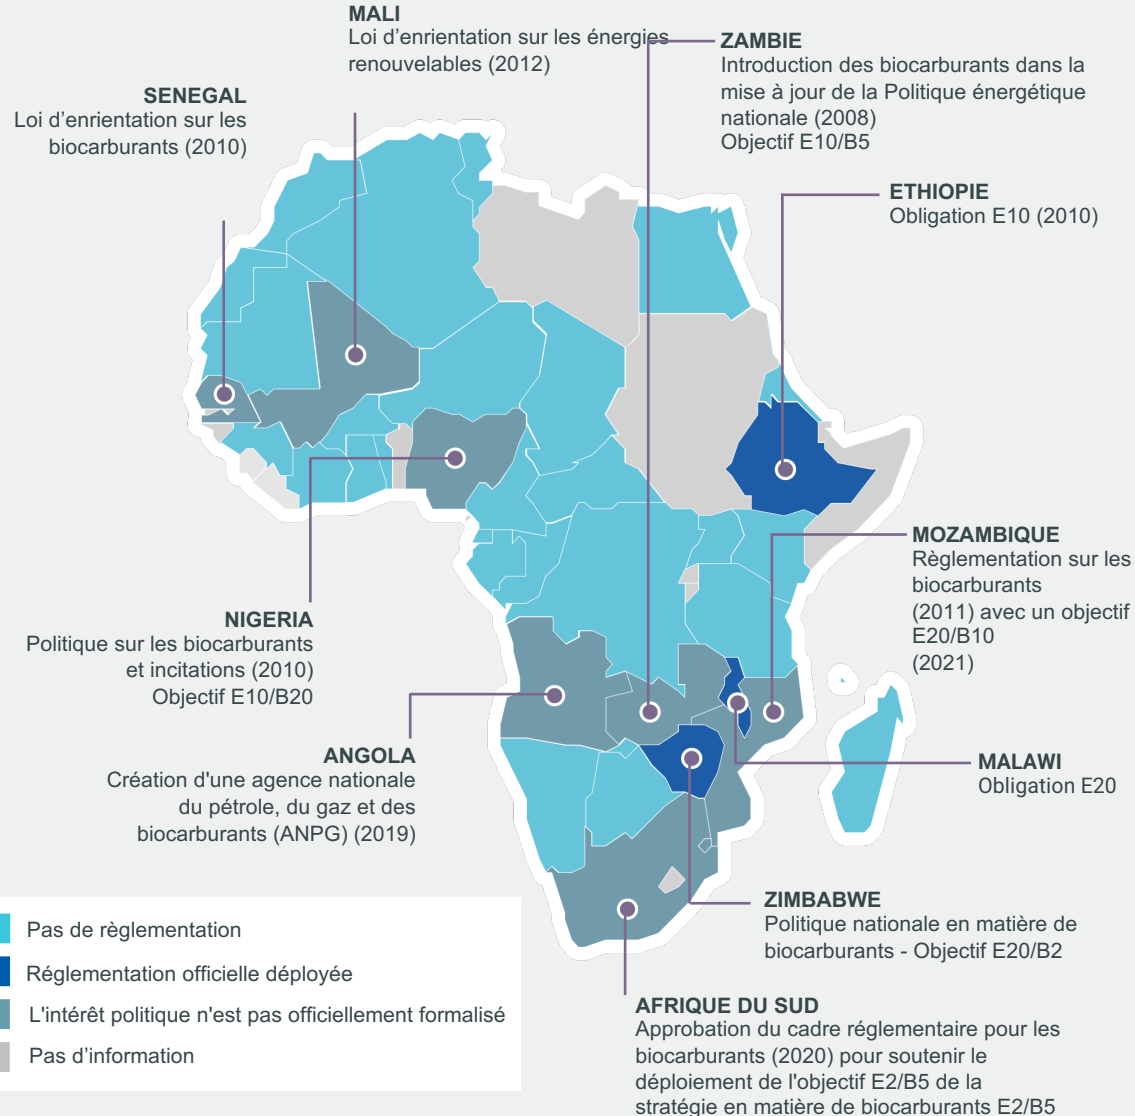 MALI
Loi d’enrientation sur les énergies
renouvelables (2012)
ZAMBIE
Introduction des biocarburants dans la
mise à jour de la Politique énergétique
nationale (2008)
Objectif E10/B5
SENEGAL
Loi d’enrientation sur les
biocarburants (2010)
ETHIOPIE
Obligation E10 (2010)
MOZAMBIQUE
Règlementation sur les
biocarburants
(2011) avec un objectif
E20/B10
(2021)
NIGERIA
Politique sur les biocarburants
et incitations (2010)
Objectif E10/B20
ANGOLA
Création d'une agence nationale
du pétrole, du gaz et des
biocarburants (ANPG) (2019)
MALAWI
Obligation E20
ZIMBABWE
Politique nationale en matière de
biocarburants - Objectif E20/B2
AFRIQUE DU SUD
Approbation du cadre réglementaire pour les
biocarburants (2020) pour soutenir le
déploiement de l'objectif E2/B5 de la
stratégie en matière de biocarburants E2/B5
Pas de règlementation
Réglementation officielle déployée
L'intérêt politique n'est pas officiellement formalisé
Pas d’information